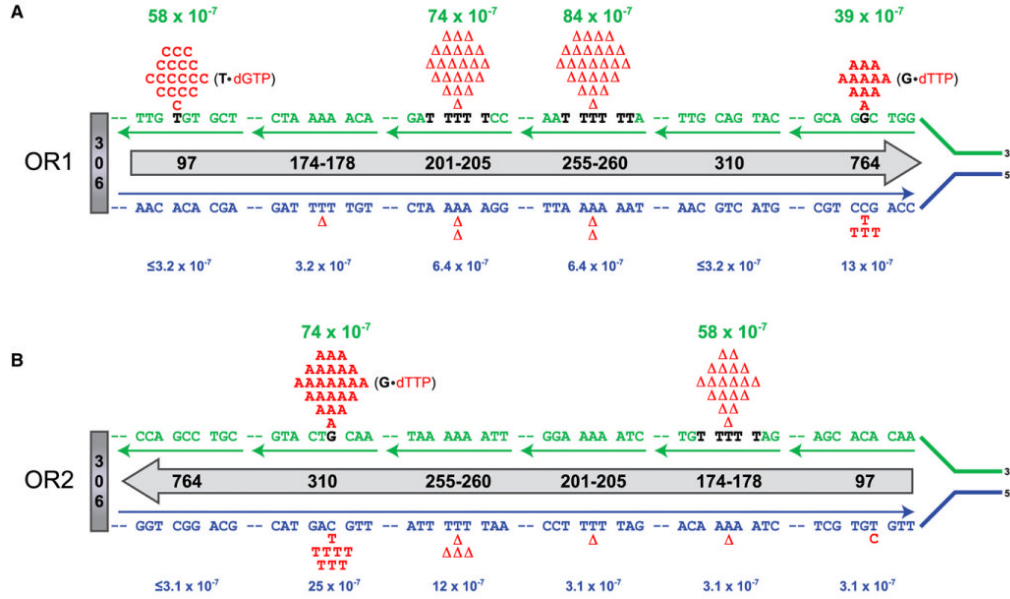 A
58 x 10⁻⁷ 74 x 10⁻⁷ 84 x 10⁻⁷ 39 x 10⁻⁷
CCC ΔΔΔ ΔΔΔΔ
CCCC ΔΔΔΔΔ ΔΔΔΔΔΔ AAA
CCCCCC (T•dGTP) ΔΔΔΔΔΔ ΔΔΔΔΔΔΔ AAAAA (G•dTTP)
CCCC ΔΔΔΔΔ ΔΔΔΔΔ AAA
C ΔΔΔ ΔΔΔ A
Δ Δ
-- TTG TGT GCT -- CTA AAA ACA -- GAT TTT TCC -- AAT TTT TTA -- TTG CAG TAC -- GCA GGC TGG
OR1
306
97 174-178 201-205 255-260 310 764
3
5
-- AAC ACA CGA -- GAT TTT TGT -- CTA AAA AGG -- TTA AAA AAT -- AAC GTC ATG -- CGT CCG ACC
Δ Δ Δ T
Δ Δ TTT
≤3.2 x 10⁻⁷ 3.2 x 10⁻⁷ 6.4 x 10⁻⁷ 6.4 x 10⁻⁷ ≤3.2 x 10⁻⁷ 13 x 10⁻⁷
B
74 x 10⁻⁷ 58 x 10⁻⁷
AAA ΔΔ
AAAAA ΔΔΔΔ
AAAAAAA (G•dTTP) ΔΔΔΔΔΔ
AAAAA ΔΔΔΔ
AAA ΔΔ
A Δ
-- CCA GCC TGC -- GTA CTG CAA -- TAA AAA ATT -- GGA AAA ATC -- TGT TTT TAG -- AGC ACA CAA
OR2
306
764 310 255-260 201-205 174-178 97
3
5
-- GGT CGG ACG -- CAT GAC GTT -- ATT TTT TAA -- CCT TTT TAG -- ACA AAA ATC -- TCG TGT GTT
T Δ Δ Δ C
TTTT ΔΔΔ
TTT
≤3.1 x 10⁻⁷ 25 x 10⁻⁷ 12 x 10⁻⁷ 3.1 x 10⁻⁷ 3.1 x 10⁻⁷ 3.1 x 10⁻⁷